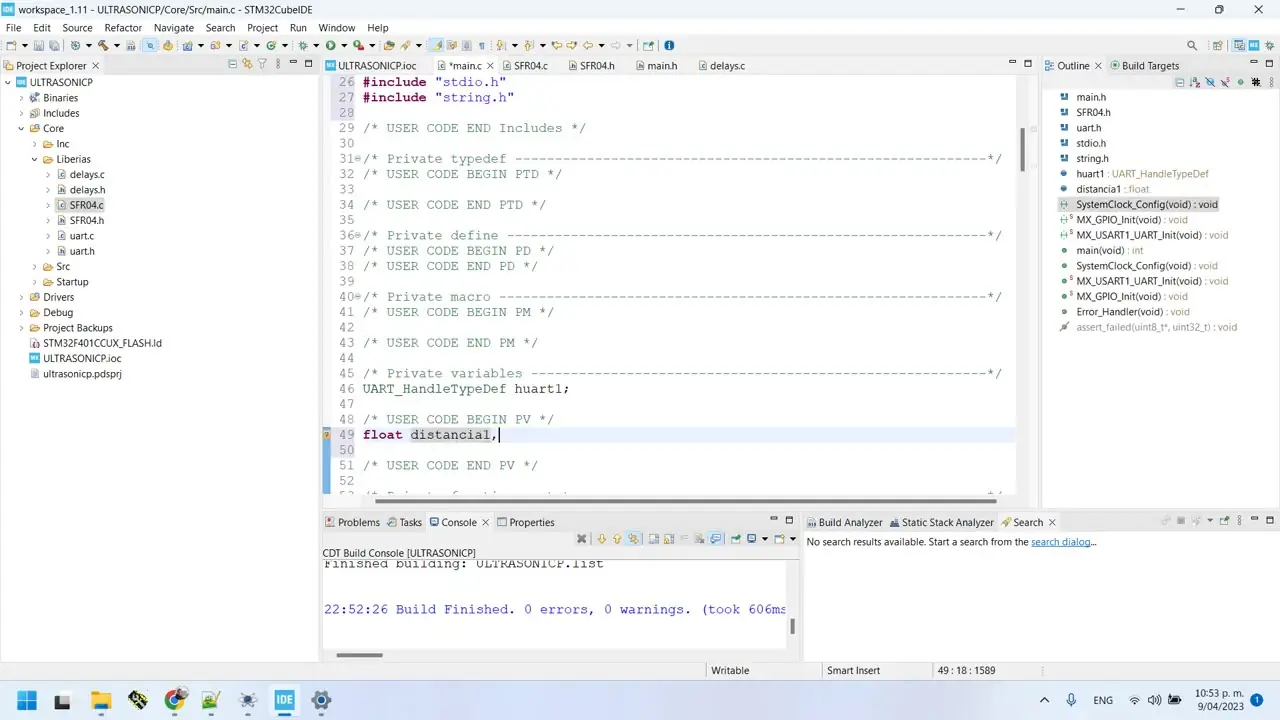 workspace_1.11 - ULTRASONICP/Core/Src/main.c - STM32CubeIDE
File Edit Source Refactor Navigate Search Project Run Window Help
Project Explorer
ULTRASONICP
Binaries
Includes
Core
Inc
Liberias
delays.c
delays.h
SFR04.c
SFR04.h
uart.c
uart.h
Src
Startup
Drivers
Debug
Project Backups
STM32F401CCUX_FLASH.ld
ULTRASONICP.ioc
ultrasonicp.pdsprj
ULTRASONICP.ioc *main.c SFR04.c SFR04.h main.h delays.c
26 #include "stdio.h"
27 #include "string.h"
28
29 /* USER CODE END Includes */
30
31 /* Private typedef -----------------------------------------------------------*/
32 /* USER CODE BEGIN PTD */
33
34 /* USER CODE END PTD */
35
36 /* Private define ------------------------------------------------------------*/
37 /* USER CODE BEGIN PD */
38 /* USER CODE END PD */
39
40 /* Private macro -------------------------------------------------------------*/
41 /* USER CODE BEGIN PM */
42
43 /* USER CODE END PM */
44
45 /* Private variables ---------------------------------------------------------*/
46 UART_HandleTypeDef huart1;
47
48 /* USER CODE BEGIN PV */
49 float distancia1,
50
51 /* USER CODE END PV */
52
Outline Build Targets
main.h
SFR04.h
uart.h
stdio.h
string.h
huart1 : UART_HandleTypeDef
distancia1 : float
SystemClock_Config(void) : void
MX_GPIO_Init(void) : void
MX_USART1_UART_Init(void) : void
main(void) : int
SystemClock_Config(void) : void
MX_USART1_UART_Init(void) : void
MX_GPIO_Init(void) : void
Error_Handler(void) : void
assert_failed(uint8_t*, uint32_t) : void
Problems Tasks Console Properties
CDT Build Console [ULTRASONICP]
Finished building: ULTRASONICP.list
22:52:26 Build Finished. 0 errors, 0 warnings. (took 606ms
Build Analyzer Static Stack Analyzer Search
No search results available. Start a search from the search dialog...
Writable Smart Insert 49 : 18 : 1589
IDE
ENG
10:53 p. m.
9/04/2023
1